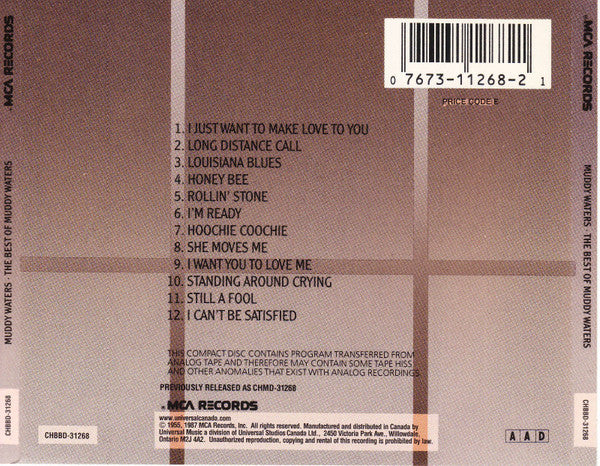 MCA RECORDS
MUDDY WATERS · THE BEST OF MUDDY WATERS
CHBBD-31268
0 7673-11268-2 1
PRICE CODE E
1. I JUST WANT TO MAKE LOVE TO YOU
2. LONG DISTANCE CALL
3. LOUISIANA BLUES
4. HONEY BEE
5. ROLLIN' STONE
6. I'M READY
7. HOOCHIE COOCHIE
8. SHE MOVES ME
9. I WANT YOU TO LOVE ME
10. STANDING AROUND CRYING
11. STILL A FOOL
12. I CAN'T BE SATISFIED
THIS COMPACT DISC CONTAINS PROGRAM TRANSFERRED FROM
ANALOG TAPE AND THEREFORE MAY CONTAIN SOME TAPE HISS
AND OTHER ANOMALIES THAT EXIST WITH ANALOG RECORDINGS.
PREVIOUSLY RELEASED AS CHMD-31268
MCA RECORDS
www.universalcanada.com
© 1955, 1987 MCA Records, Inc. All rights reserved. Manufactured and distributed in Canada by
Universal Music a division of Universal Studios Canada Ltd., 2450 Victoria Park Ave., Willowdale,
Ontario M2J 4A2. Unauthorized reproduction, copying and rental of this recording is prohibited by law.
CHBBD-31268
A A D
MCA RECORDS
MUDDY WATERS · THE BEST OF MUDDY WATERS
CHBBD-31268